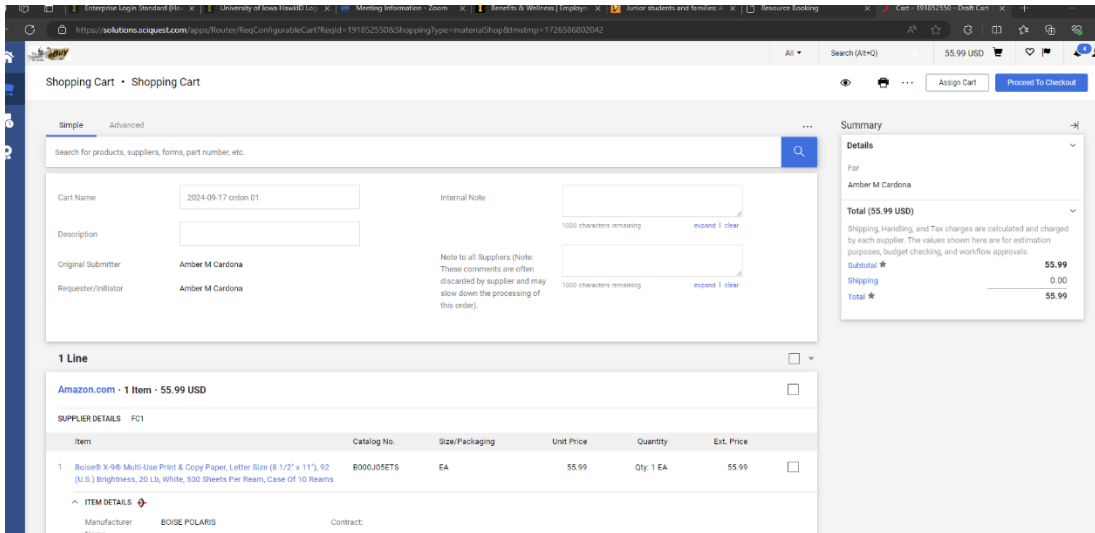 Enterprise Login Standard (Ha
University of Iowa HawkID Log
Meeting Information - Zoom
Benefits & Wellness | Employe
Junior students and families: A
Resource Booking
Cart - 191852550 - Draft Cart
https://solutions.sciquest.com/apps/Router/ReqConfigurableCart?ReqId=191852550&ShoppingType=materialShop&tmstmp=1726586802042
BUY
All
Search (Alt+Q)
55.99 USD
4
Shopping Cart • Shopping Cart
Assign Cart
Proceed To Checkout
Simple
Advanced
Search for products, suppliers, forms, part number, etc.
Cart Name
2024-09-17 crdon 01
Description
Original Submitter
Amber M Cardona
Requester/Initiator
Amber M Cardona
Internal Note
1000 characters remaining
expand | clear
Note to all Suppliers (Note:
These comments are often
discarded by supplier and may
slow down the processing of
this order).
1000 characters remaining
expand | clear
Summary
Details
For
Amber M Cardona
Total (55.99 USD)
Shipping, Handling, and Tax charges are calculated and charged
by each supplier. The values shown here are for estimation
purposes, budget checking, and workflow approvals.
Subtotal 55.99
Shipping 0.00
Total 55.99
1 Line
Amazon.com · 1 Item · 55.99 USD
SUPPLIER DETAILS FC1
Item Catalog No. Size/Packaging Unit Price Quantity Ext. Price
1 Boise® X-9® Multi-Use Print & Copy Paper, Letter Size (8 1/2" x 11"), 92 B000J05ETS EA 55.99 Qty: 1 EA 55.99
(U.S.) Brightness, 20 Lb, White, 500 Sheets Per Ream, Case Of 10 Reams
ITEM DETAILS
Manufacturer BOISE POLARIS Contract: